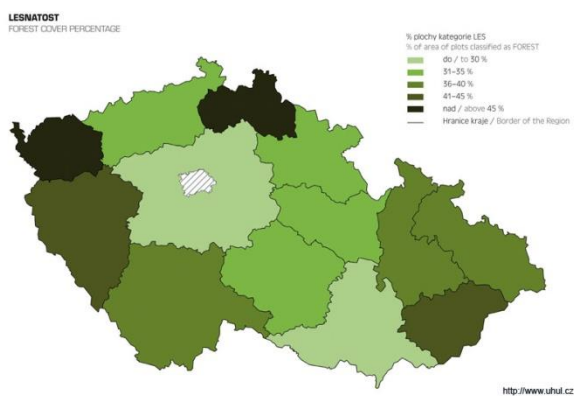 LESNATOST
FOREST COVER PERCENTAGE
% plochy kategorie LES
% of area of plots classified as FOREST
do / to 30 %
31–35 %
36–40 %
41–45 %
nad / above 45 %
Hranice kraje / Border of the Region
http://www.uhul.cz